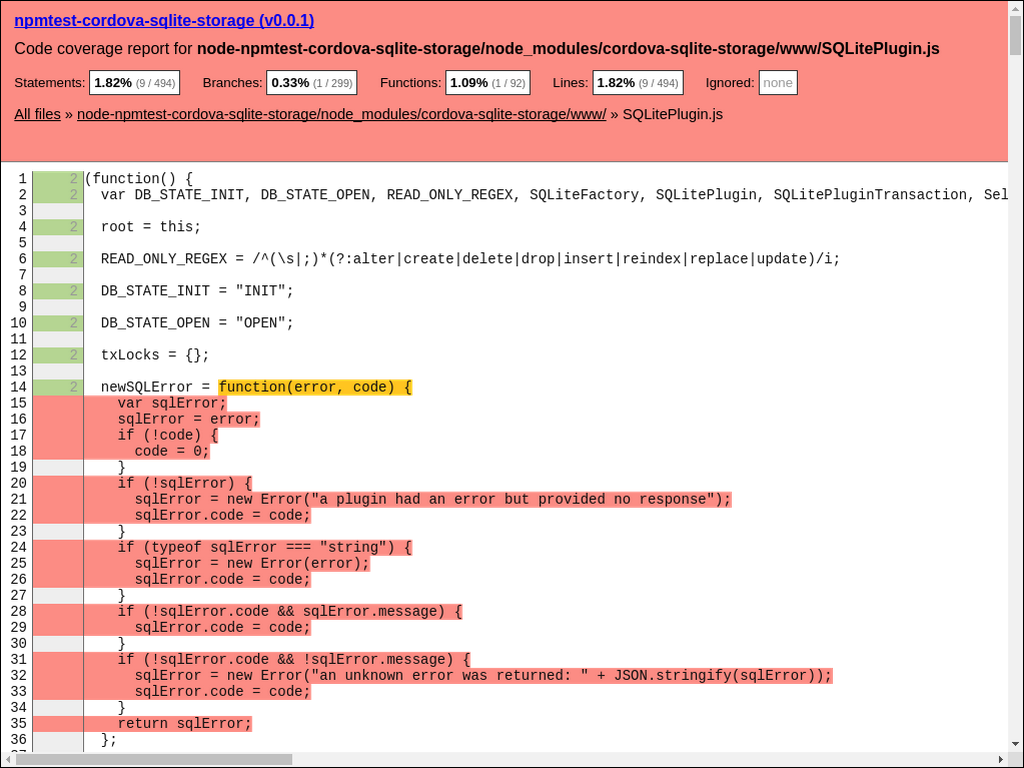 npmtest-cordova-sqlite-storage (v0.0.1)
Code coverage report for node-npmtest-cordova-sqlite-storage/node_modules/cordova-sqlite-storage/www/SQLitePlugin.js
Statements: 1.82% (9 / 494) Branches: 0.33% (1 / 299) Functions: 1.09% (1 / 92) Lines: 1.82% (9 / 494) Ignored: none
All files » node-npmtest-cordova-sqlite-storage/node_modules/cordova-sqlite-storage/www/ » SQLitePlugin.js
1 2 (function() {
2 2   var DB_STATE_INIT, DB_STATE_OPEN, READ_ONLY_REGEX, SQLiteFactory, SQLitePlugin, SQLitePluginTransaction, Sel
3
4 2   root = this;
5
6 2   READ_ONLY_REGEX = /^(\s|;)*(?:alter|create|delete|drop|insert|reindex|replace|update)/i;
7
8 2   DB_STATE_INIT = "INIT";
9
10 2   DB_STATE_OPEN = "OPEN";
11
12 2   txLocks = {};
13
14 2   newSQLError = function(error, code) {
15     var sqlError;
16     sqlError = error;
17     if (!code) {
18       code = 0;
19     }
20     if (!sqlError) {
21       sqlError = new Error("a plugin had an error but provided no response");
22       sqlError.code = code;
23     }
24     if (typeof sqlError === "string") {
25       sqlError = new Error(error);
26       sqlError.code = code;
27     }
28     if (!sqlError.code && sqlError.message) {
29       sqlError.code = code;
30     }
31     if (!sqlError.code && !sqlError.message) {
32       sqlError = new Error("an unknown error was returned: " + JSON.stringify(sqlError));
33       sqlError.code = code;
34     }
35     return sqlError;
36   };